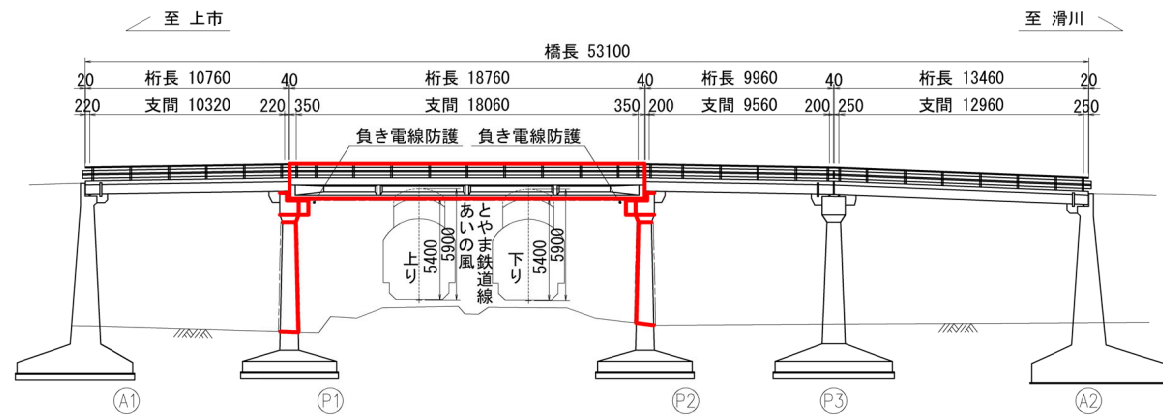 至 上市
至 滑川
橋長 53100
20 桁長 10760 40 桁長 18760 40 桁長 9960 40 桁長 13460 20
220 支間 10320 220 350 支間 18060 350 200 支間 9560 200 250 支間 12960 250
負き電線防護 負き電線防護
上り
5400
5900
あいの風
とやま鉄道線
下り
5400
5900
A1 P1 P2 P3 A2